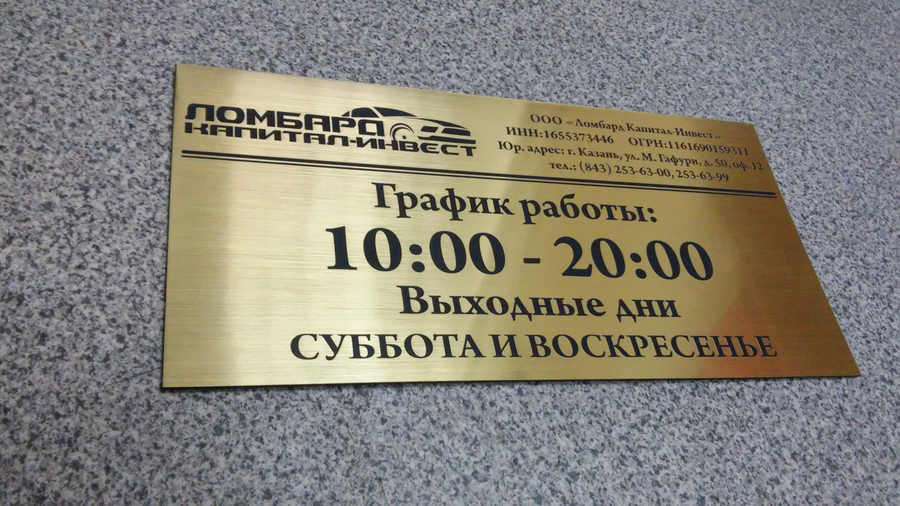 ЛОМБАРД
КАПИТАЛ-ИНВЕСТ
ООО «Ломбард Капитал-Инвест»
ИНН:1655373446 ОГРН:1161690159311
Юр. адрес: г. Казань, ул. М. Гафури, д. 50, оф. 12
тел.: (843) 253-63-00, 253-63-99
График работы:
10:00 - 20:00
Выходные дни
СУББОТА И ВОСКРЕСЕНЬЕ